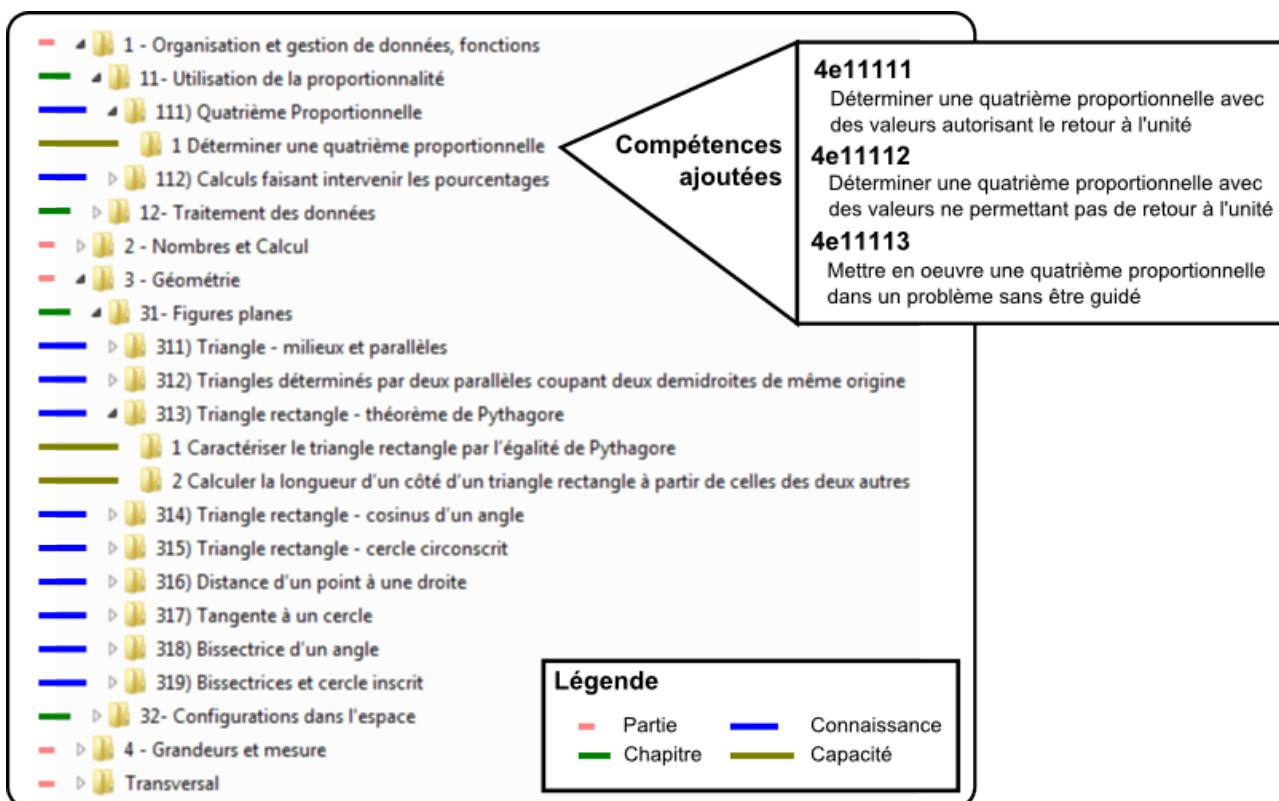 1 - Organisation et gestion de données, fonctions
11- Utilisation de la proportionnalité
111) Quatrième Proportionnelle
1 Déterminer une quatrième proportionnelle
112) Calculs faisant intervenir les pourcentages
12- Traitement des données
2 - Nombres et Calcul
3 - Géométrie
31- Figures planes
311) Triangle - milieux et parallèles
312) Triangles déterminés par deux parallèles coupant deux demidroites de même origine
313) Triangle rectangle - théorème de Pythagore
1 Caractériser le triangle rectangle par l'égalité de Pythagore
2 Calculer la longueur d'un côté d'un triangle rectangle à partir de celles des deux autres
314) Triangle rectangle - cosinus d'un angle
315) Triangle rectangle - cercle circonscrit
316) Distance d'un point à une droite
317) Tangente à un cercle
318) Bissectrice d'un angle
319) Bissectrices et cercle inscrit
32- Configurations dans l'espace
4 - Grandeurs et mesure
Transversal
Compétences
ajoutées
4e11111
Déterminer une quatrième proportionnelle avec
des valeurs autorisant le retour à l'unité
4e11112
Déterminer une quatrième proportionnelle avec
des valeurs ne permettant pas de retour à l'unité
4e11113
Mettre en oeuvre une quatrième proportionnelle
dans un problème sans être guidé
Légende
Partie
Connaissance
Chapitre
Capacité